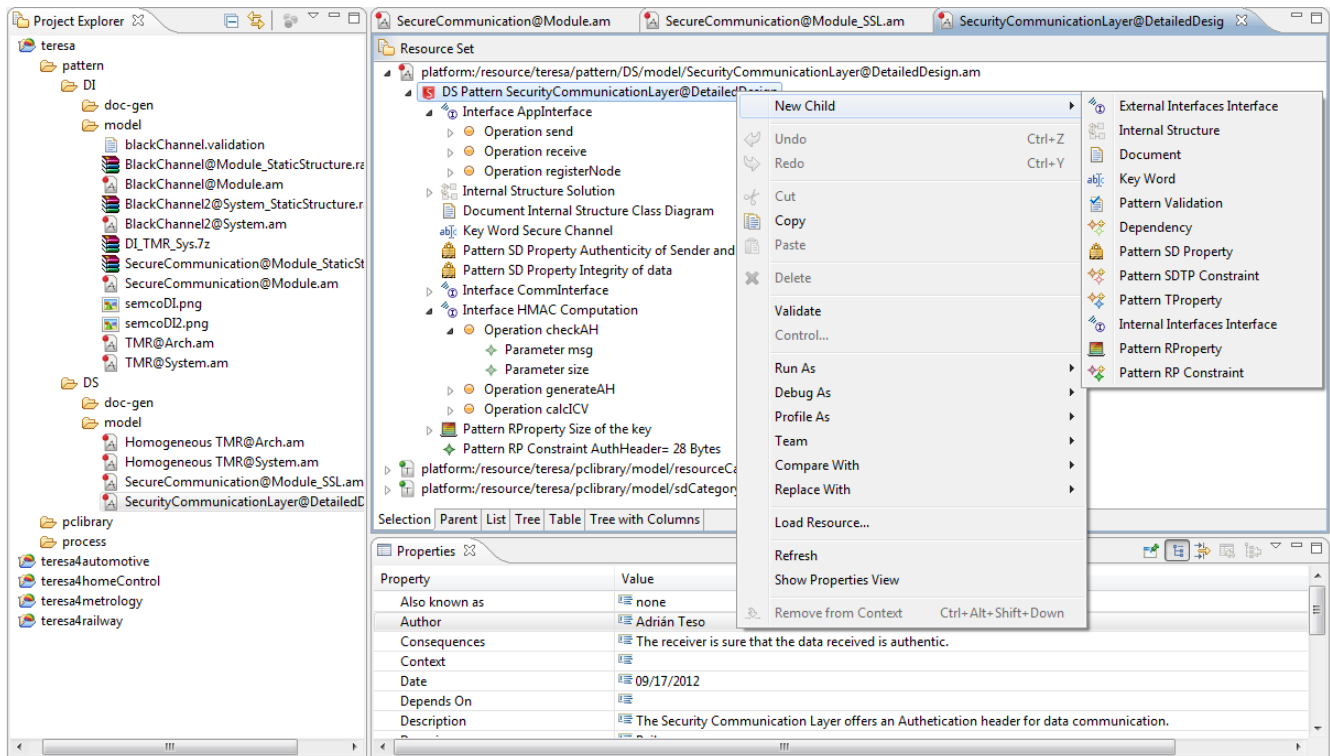 Project Explorer
teresa
pattern
DI
doc-gen
model
blackChannel.validation
BlackChannel@Module_StaticStructure.ra
BlackChannel@Module.am
BlackChannel2@System_StaticStructure.r
BlackChannel2@System.am
DI_TMR_Sys.7z
SecureCommunication@Module_StaticSt
SecureCommunication@Module.am
semcoDI.png
semcoDI2.png
TMR@Arch.am
TMR@System.am
DS
doc-gen
model
Homogeneous TMR@Arch.am
Homogeneous TMR@System.am
SecureCommunication@Module_SSL.am
SecurityCommunicationLayer@DetailedD
pclibrary
process
teresa4automotive
teresa4homeControl
teresa4metrology
teresa4railway
SecureCommunication@Module.am
SecureCommunication@Module_SSL.am
SecurityCommunicationLayer@DetailedDesig
Resource Set
platform:/resource/teresa/pattern/DS/model/SecurityCommunicationLayer@DetailedDesign.am
DS Pattern SecurityCommunicationLayer@DetailedDesign
Interface AppInterface
Operation send
Operation receive
Operation registerNode
Internal Structure Solution
Document Internal Structure Class Diagram
Key Word Secure Channel
Pattern SD Property Authenticity of Sender and
Pattern SD Property Integrity of data
Interface CommInterface
Interface HMAC Computation
Operation checkAH
Parameter msg
Parameter size
Operation generateAH
Operation calcICV
Pattern RProperty Size of the key
Pattern RP Constraint AuthHeader= 28 Bytes
platform:/resource/teresa/pclibrary/model/resourceCa
platform:/resource/teresa/pclibrary/model/sdCategory
Selection Parent List Tree Table Tree with Columns
New Child
Undo Ctrl+Z
Redo Ctrl+Y
Cut
Copy
Paste
Delete
Validate
Control...
Run As
Debug As
Profile As
Team
Compare With
Replace With
Load Resource...
Refresh
Show Properties View
Remove from Context Ctrl+Alt+Shift+Down
External Interfaces Interface
Internal Structure
Document
Key Word
Pattern Validation
Dependency
Pattern SD Property
Pattern SDTP Constraint
Pattern TProperty
Internal Interfaces Interface
Pattern RProperty
Pattern RP Constraint
Properties
Property Value
Also known as none
Author Adrián Teso
Consequences The receiver is sure that the data received is authentic.
Context
Date 09/17/2012
Depends On
Description The Security Communication Layer offers an Authetication header for data communication.